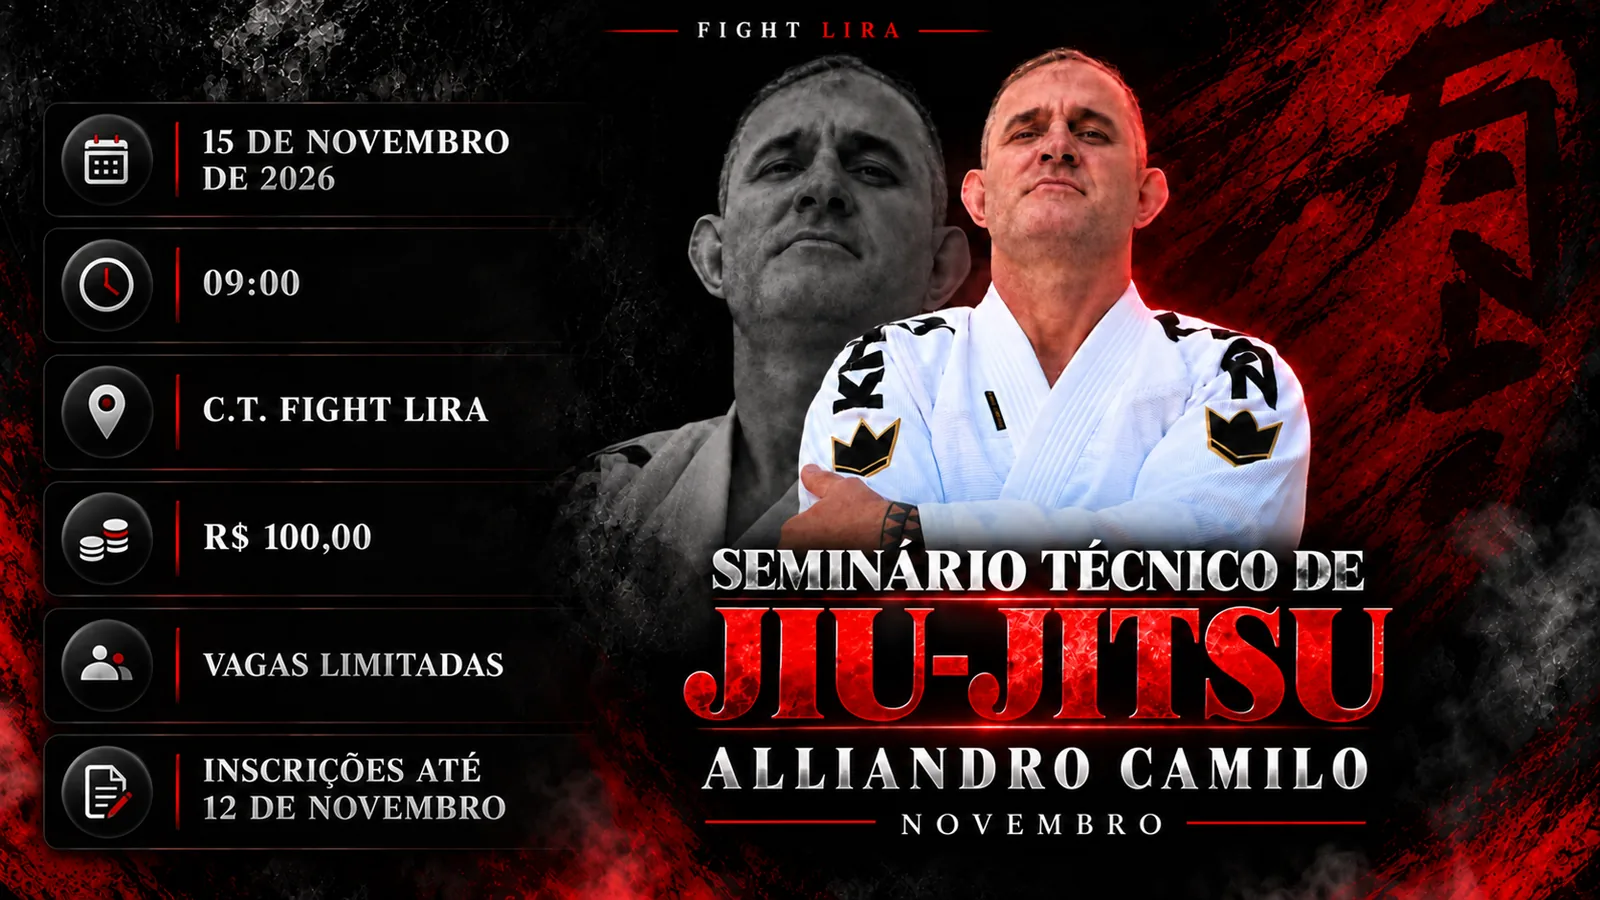 FIGHT LIRA
15 DE NOVEMBRO
DE 2026
09:00
C.T. FIGHT LIRA
R$ 100,00
VAGAS LIMITADAS
INSCRIÇÕES ATÉ
12 DE NOVEMBRO
SEMINÁRIO TÉCNICO DE
JIU-JITSU
ALLIANDRO CAMILO
NOVEMBRO